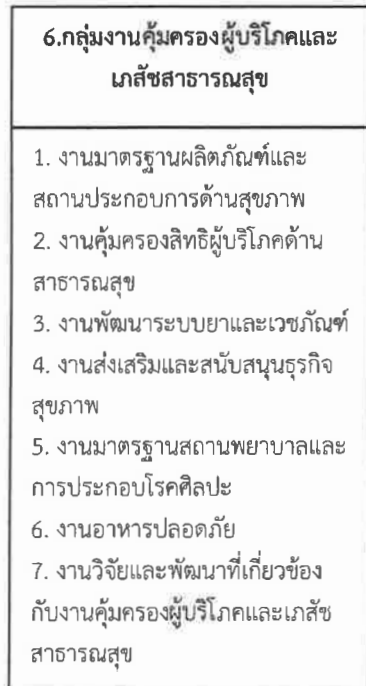 6.กลุ่มงานคุ้มครองผู้บริโภคและ
เภสัชสาธารณสุข
1. งานมาตรฐานผลิตภัณฑ์และ
สถานประกอบการด้านสุขภาพ
2. งานคุ้มครองสิทธิผู้บริโภคด้าน
สาธารณสุข
3. งานพัฒนาระบบยาและเวชภัณฑ์
4. งานส่งเสริมและสนับสนุนธุรกิจ
สุขภาพ
5. งานมาตรฐานสถานพยาบาลและ
การประกอบโรคศิลปะ
6. งานอาหารปลอดภัย
7. งานวิจัยและพัฒนาที่เกี่ยวข้อง
กับงานคุ้มครองผู้บริโภคและเภสัช
สาธารณสุข